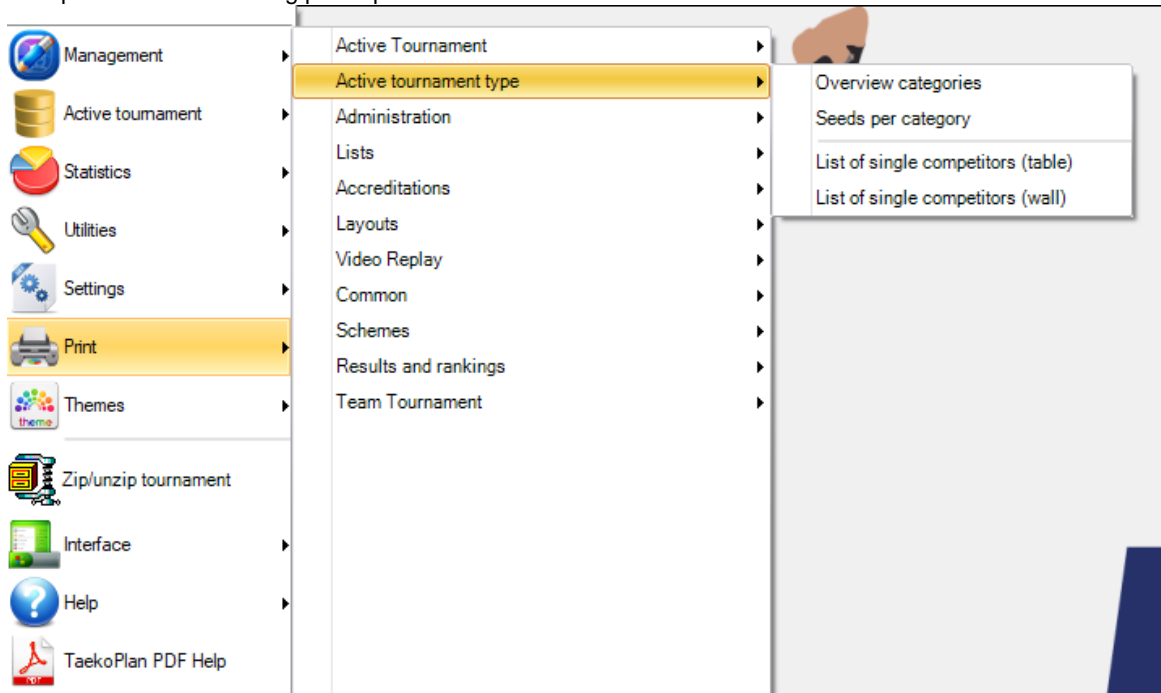 Management
Active tournament
Statistics
Utilities
Settings
Print
Themes
theme
Zip/unzip tournament
Interface
Help
TaekoPlan PDF Help
PDF
Active Tournament
Active tournament type
Administration
Lists
Accreditations
Layouts
Video Replay
Common
Schemes
Results and rankings
Team Tournament
Overview categories
Seeds per category
List of single competitors (table)
List of single competitors (wall)